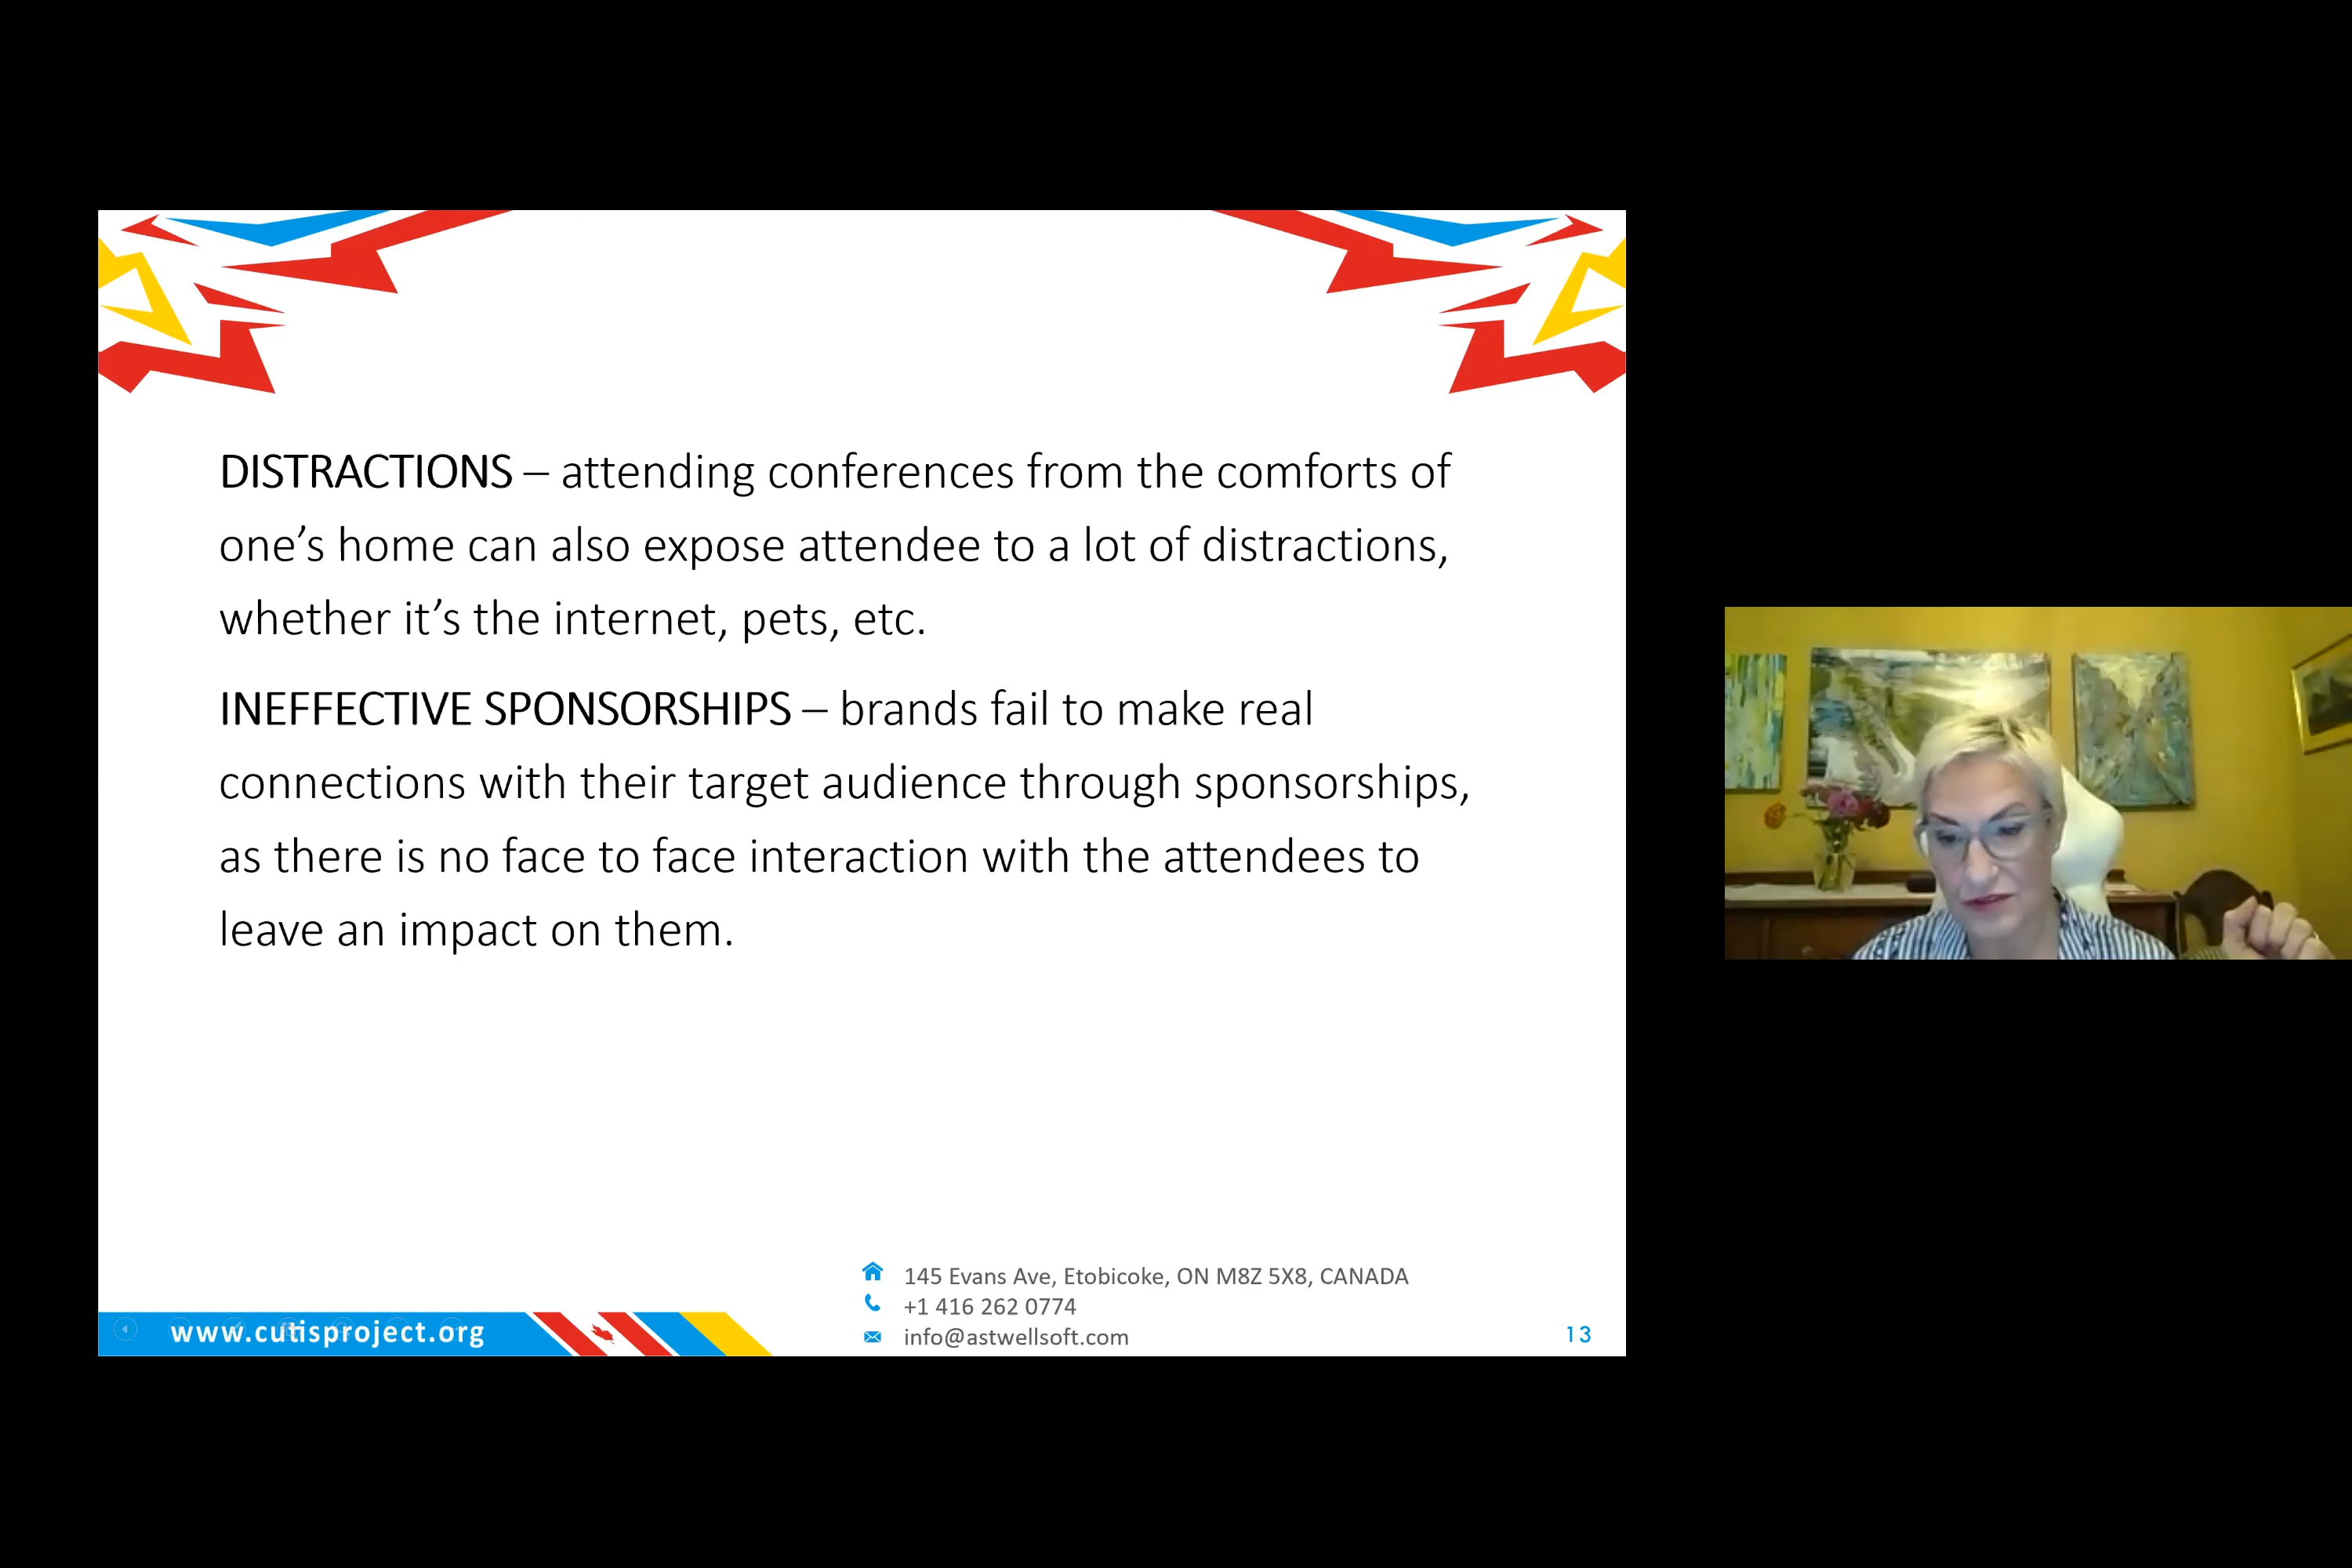 DISTRACTIONS – attending conferences from the comforts of
one’s home can also expose attendee to a lot of distractions,
whether it’s the internet, pets, etc.
INEFFECTIVE SPONSORSHIPS – brands fail to make real
connections with their target audience through sponsorships,
as there is no face to face interaction with the attendees to
leave an impact on them.
145 Evans Ave, Etobicoke, ON M8Z 5X8, CANADA
+1 416 262 0774
info@astwellsoft.com
www.cutisproject.org
13